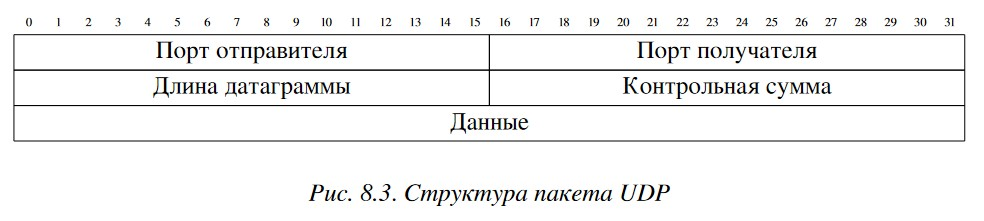 0 1 2 3 4 5 6 7 8 9 10 11 12 13 14 15 16 17 18 19 20 21 22 23 24 25 26 27 28 29 30 31
Порт отправителя Порт получателя
Длина датаграммы Контрольная сумма
Данные
Рис. 8.3. Структура пакета UDP